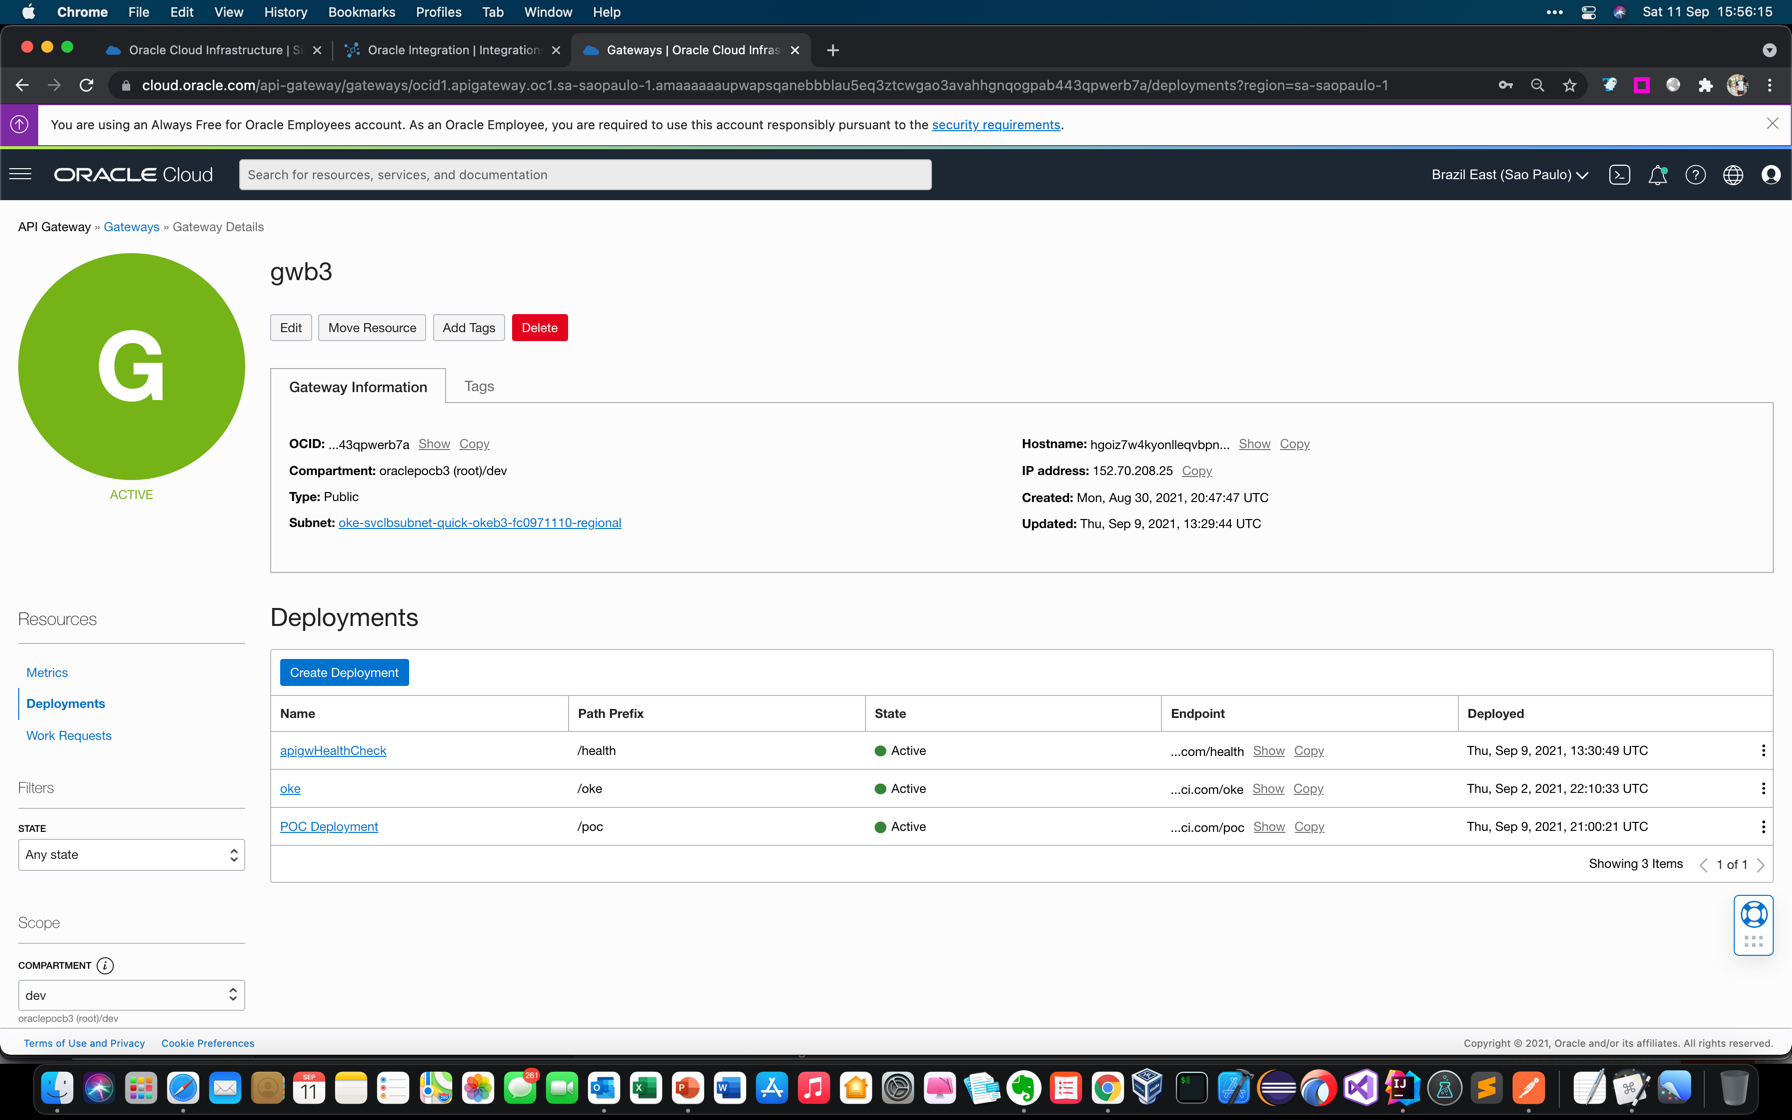 Chrome File Edit View History Bookmarks Profiles Tab Window Help
Sat 11 Sep 15:56:15
Oracle Cloud Infrastructure | Si
Oracle Integration | Integration
Gateways | Oracle Cloud Infras
cloud.oracle.com/api-gateway/gateways/ocid1.apigateway.oc1.sa-saopaulo-1.amaaaaaaupwapsqanebbblau5eq3ztcwgao3avahhgnqogpab443qpwerb7a/deployments?region=sa-saopaulo-1
You are using an Always Free for Oracle Employees account. As an Oracle Employee, you are required to use this account responsibly pursuant to the security requirements.
ORACLE Cloud
Search for resources, services, and documentation
Brazil East (Sao Paulo)
API Gateway » Gateways » Gateway Details
G
ACTIVE
gwb3
Edit Move Resource Add Tags Delete
Gateway Information Tags
OCID: ...43qpwerb7a Show Copy
Compartment: oraclepocb3 (root)/dev
Type: Public
Subnet: oke-svclbsubnet-quick-okeb3-fc0971110-regional
Hostname: hgoiz7w4kyonlleqvbpn... Show Copy
IP address: 152.70.208.25 Copy
Created: Mon, Aug 30, 2021, 20:47:47 UTC
Updated: Thu, Sep 9, 2021, 13:29:44 UTC
Resources
Metrics
Deployments
Work Requests
Filters
STATE
Any state
Scope
COMPARTMENT i
dev
oraclepocb3 (root)/dev
Deployments
Create Deployment
Name Path Prefix State Endpoint Deployed
apigwHealthCheck /health Active ...com/health Show Copy Thu, Sep 9, 2021, 13:30:49 UTC
oke /oke Active ...ci.com/oke Show Copy Thu, Sep 2, 2021, 22:10:33 UTC
POC Deployment /poc Active ...ci.com/poc Show Copy Thu, Sep 9, 2021, 21:00:21 UTC
Showing 3 Items 1 of 1
Terms of Use and Privacy Cookie Preferences
Copyright © 2021, Oracle and/or its affiliates. All rights reserved.
SEP
11
261